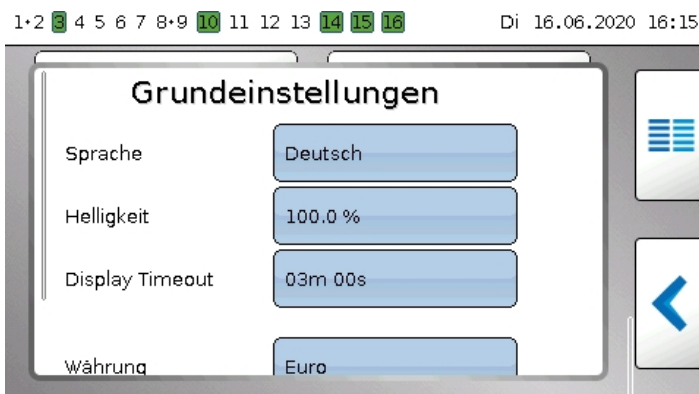 1•2 3 4 5 6 7 8•9 10 11 12 13 14 15 16 Di 16.06.2020 16:15
Grundeinstellungen
Sprache Deutsch
Helligkeit 100.0 %
Display Timeout 03m 00s
Währung Euro